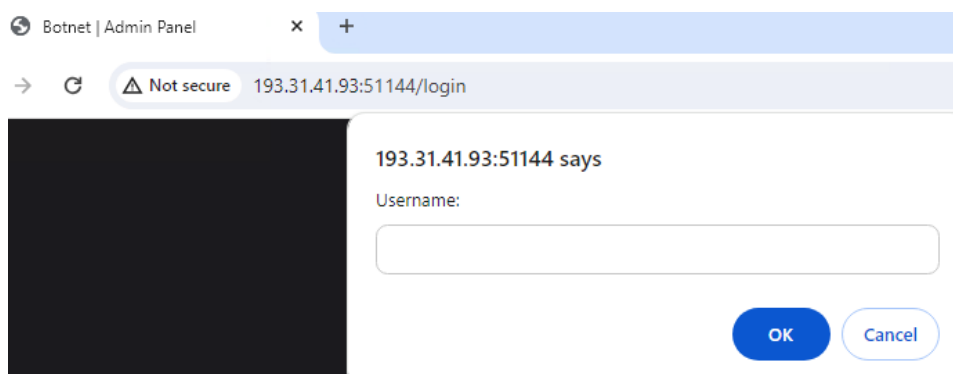 Botnet | Admin Panel
Not secure 193.31.41.93:51144/login
193.31.41.93:51144 says
Username:
OK Cancel